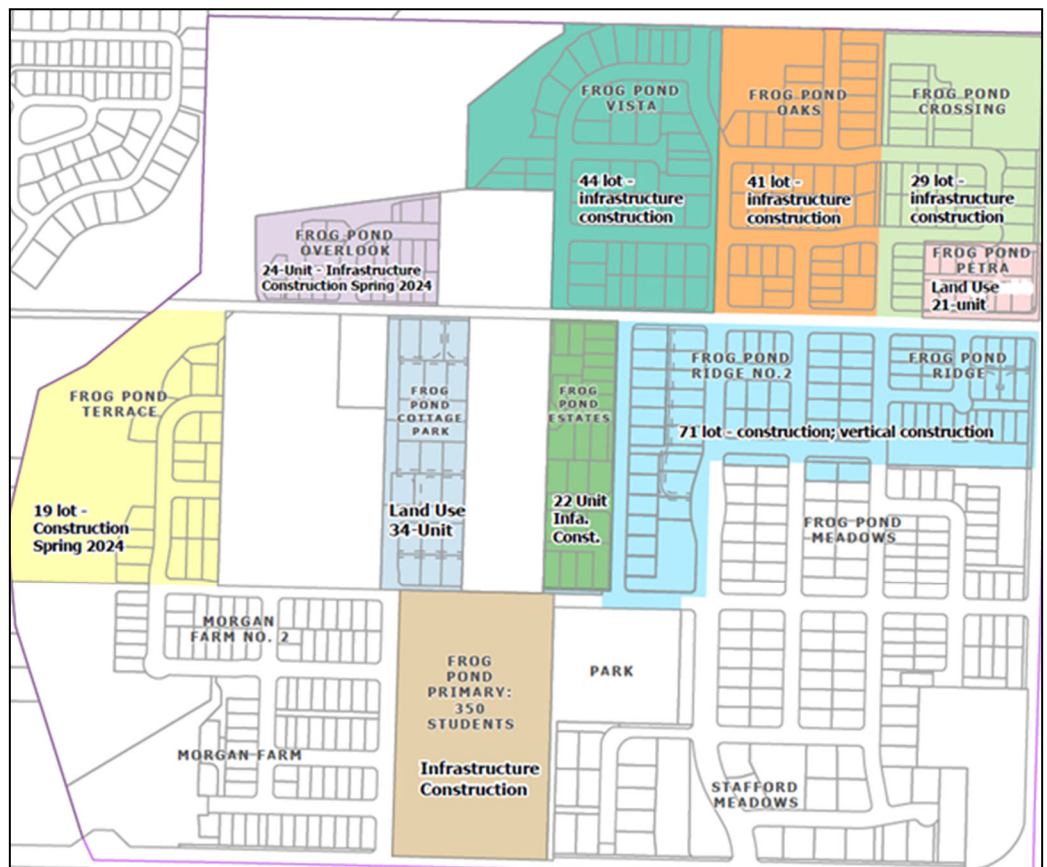 FROG POND
VISTA
44 lot -
infrastructure
construction
FROG POND
OAKS
41 lot -
infrastructure
construction
FROG POND
CROSSING
29 lot -
infrastructure
construction
FROG POND
PETRA
Land Use
21-unit
FROG POND
OVERLOOK
24-Unit - Infrastructure
Construction Spring 2024
FROG POND
TERRACE
19 lot -
Construction
Spring 2024
FROG
POND
COTTAGE
PARK
Land Use
34-Unit
FROG
POND
ESTATES
22 Unit
Infa.
Const.
FROG POND
RIDGE NO.2
FROG POND
RIDGE
71 lot - construction; vertical construction
FROG POND
MEADOWS
MORGAN
FARM NO. 2
MORGAN FARM
FROG
POND
PRIMARY:
350
STUDENTS
Infrastructure
Construction
PARK
STAFFORD
MEADOWS